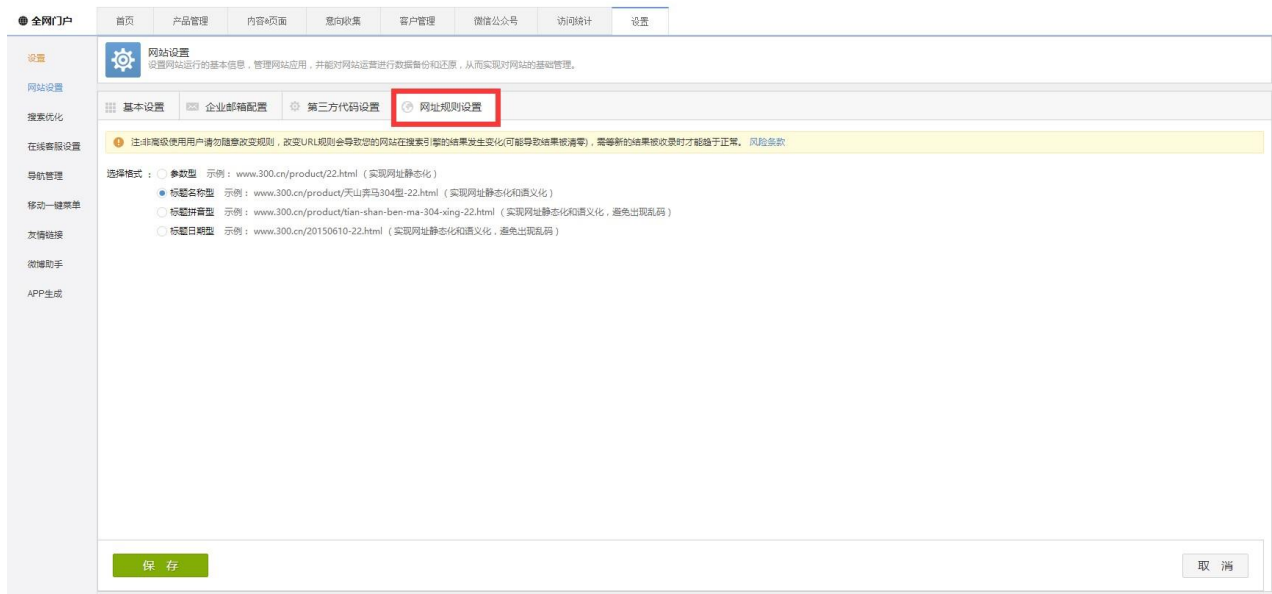 全网门户
首页 产品管理 内容&页面 意向收集 客户管理 微信公众号 访问统计 设置
设置
网站设置
搜索优化
在线客服设置
导航管理
移动一键菜单
友情链接
微博助手
APP生成
网站设置
设置网站运行的基本信息，管理网站应用，并能对网站运营进行数据备份和还原，从而实现对网站的基础管理。
基本设置 企业邮箱配置 第三方代码设置 网址规则设置
注:非高级使用用户请勿随意改变规则，改变URL规则会导致您的网站在搜索引擎的结果发生变化(可能导致结果被清零)，需等新的结果被收录时才能趋于正常。 风险条款
选择格式： 参数型 示例： www.300.cn/product/22.html （实现网址静态化）
标题名称型 示例： www.300.cn/product/天山奔马304型-22.html （实现网址静态化和语义化）
标题拼音型 示例： www.300.cn/product/tian-shan-ben-ma-304-xing-22.html （实现网址静态化和语义化，避免出现乱码）
标题日期型 示例： www.300.cn/20150610-22.html （实现网址静态化和语义化，避免出现乱码）
保 存
取 消